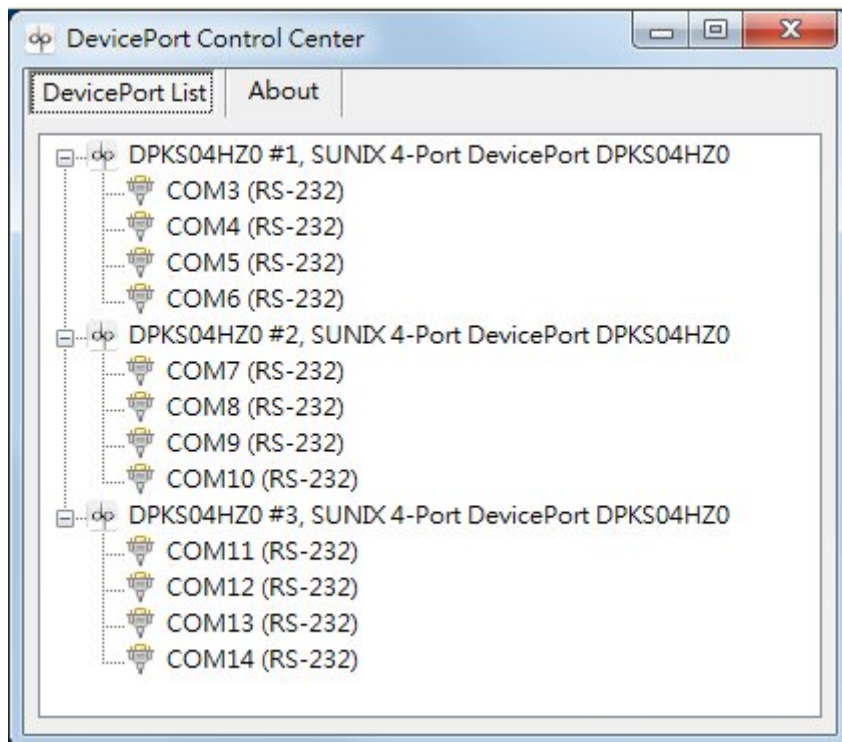 DevicePort Control Center
DevicePort List
About
DPKS04HZ0 #1, SUNIX 4-Port DevicePort DPKS04HZ0
COM3 (RS-232)
COM4 (RS-232)
COM5 (RS-232)
COM6 (RS-232)
DPKS04HZ0 #2, SUNIX 4-Port DevicePort DPKS04HZ0
COM7 (RS-232)
COM8 (RS-232)
COM9 (RS-232)
COM10 (RS-232)
DPKS04HZ0 #3, SUNIX 4-Port DevicePort DPKS04HZ0
COM11 (RS-232)
COM12 (RS-232)
COM13 (RS-232)
COM14 (RS-232)